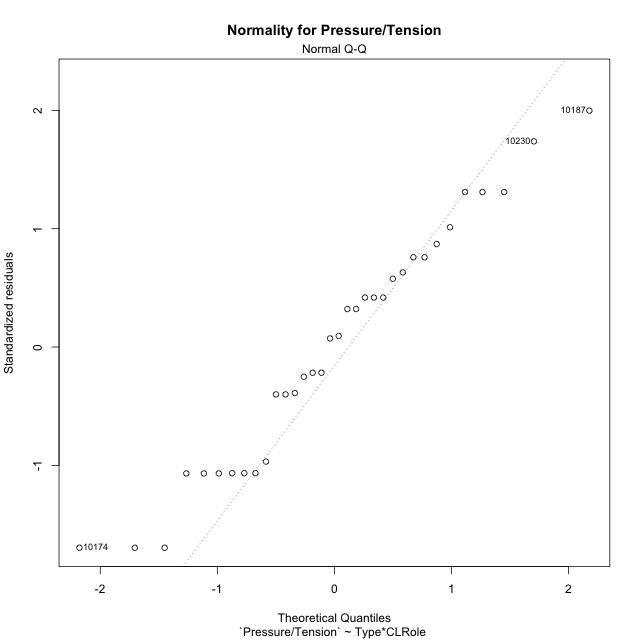 Normality for Pressure/Tension
Normal Q-Q
2
1
0
-1
Standardized residuals
10187
10230
10174
-2 -1 0 1 2
Theoretical Quantiles
`Pressure/Tension` ~ Type*CLRole